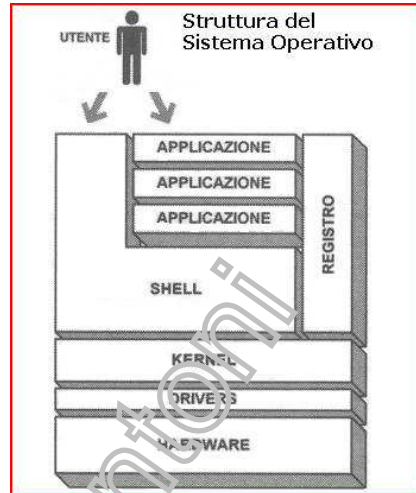 Struttura del
Sistema Operativo
UTENTE
APPLICAZIONE
APPLICAZIONE
APPLICAZIONE
REGISTRO
SHELL
KERNEL
DRIVERS
HARDWARE